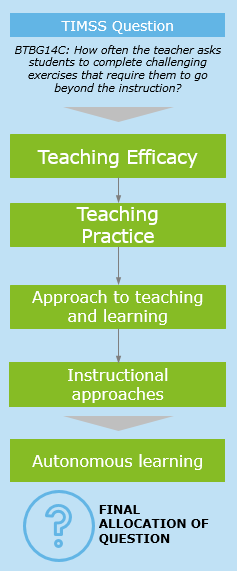 TIMSS Question
BTBG14C: How often the teacher asks
students to complete challenging
exercises that require them to go
beyond the instruction?
Teaching Efficacy
Teaching
Practice
Approach to teaching
and learning
Instructional
approaches
Autonomous learning
?
FINAL
ALLOCATION OF
QUESTION